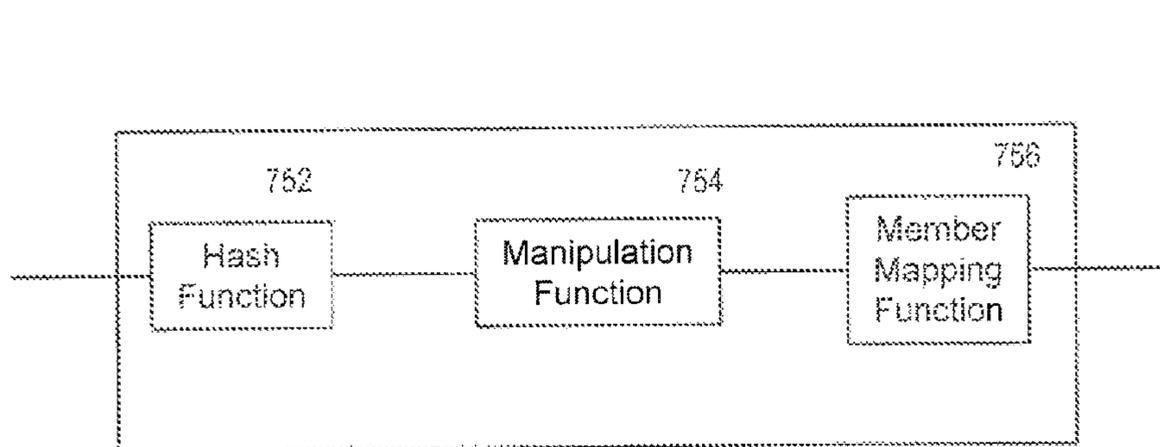 752
754
756
Hash
Function
Manipulation
Function
Member
Mapping
Function